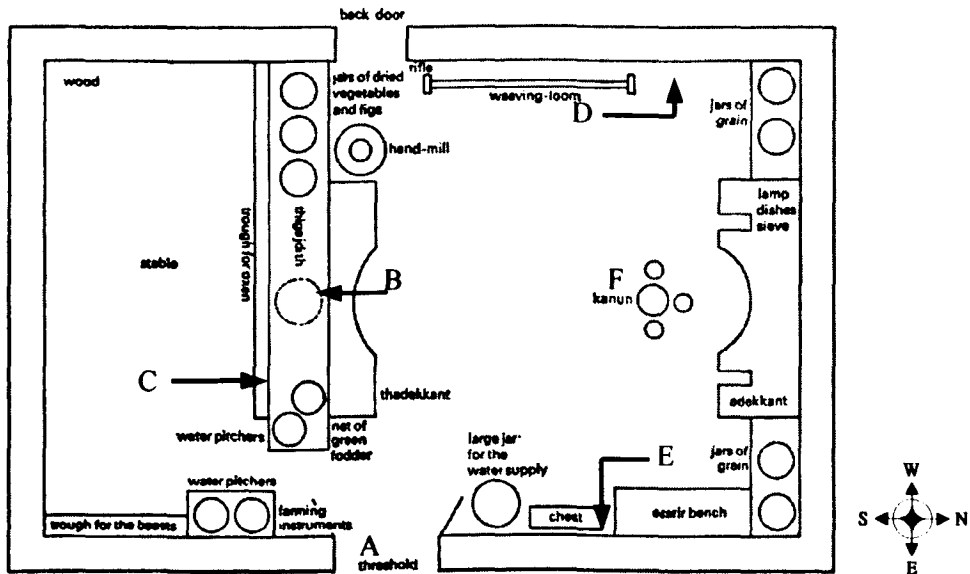 back door
wood
jars of dried
vegetables
and figs
rifle
weaving-loom
D
jars of
grain
hand-mill
lamp
dishes
sieve
trough for oxen
stable
B
F
kanun
C
thadekkant
adekkant
water pitchers
net of
green
fodder
large jar
for the
water supply
E
jars of
grain
water pitchers
trough for the beasts
farming
instruments
chest
A
threshold
W
S
N
E